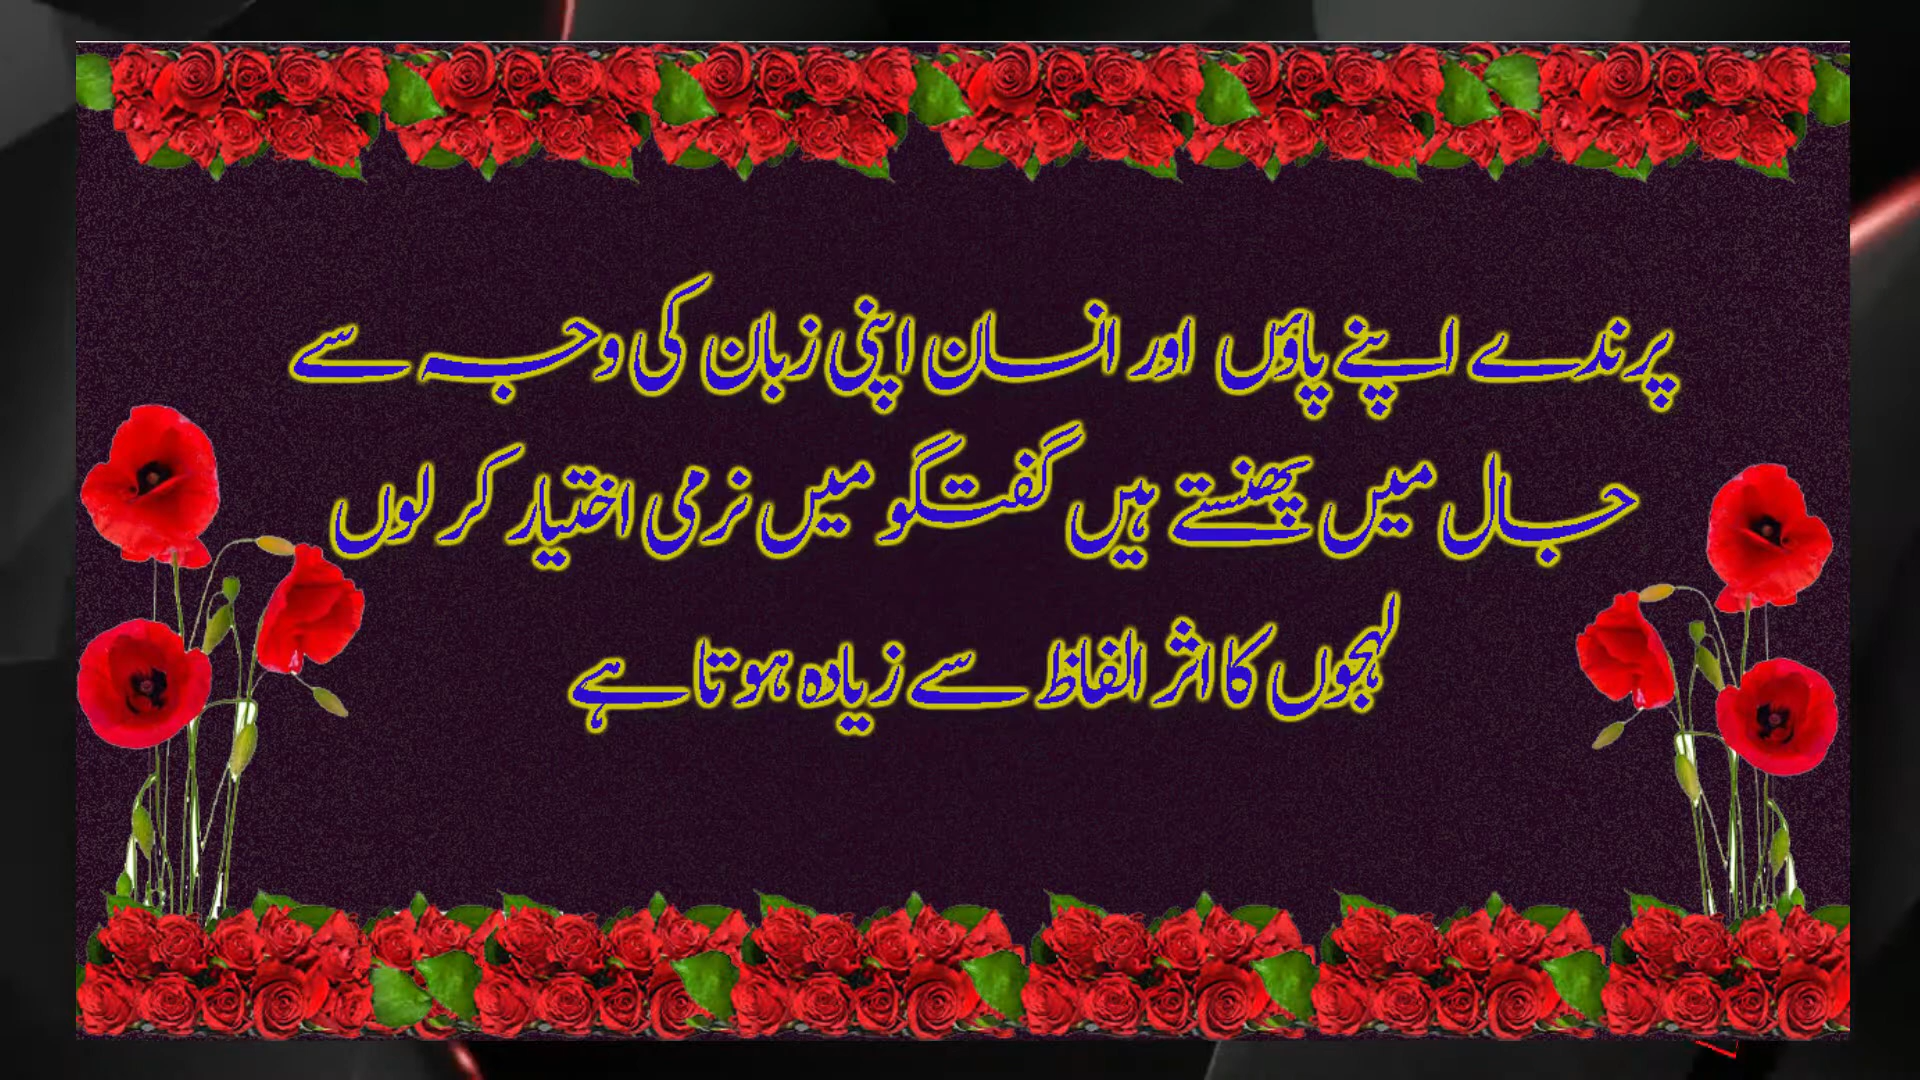 پرندے اپنے پاؤں اور انسان اپنی زبان کی وجہ سے
جال میں پھنستے ہیں گفتگو میں نرمی اختیار کر لوں
لہجوں کا اثر الفاظ سے زیادہ ہوتا ہے